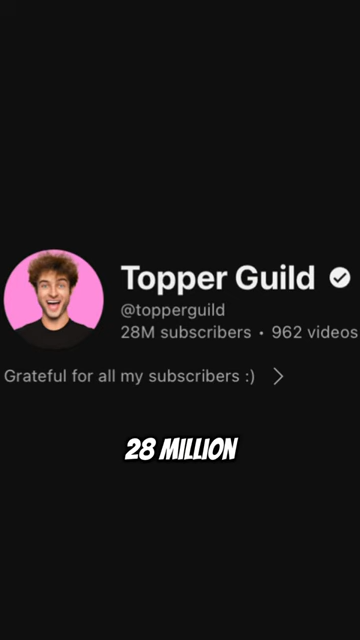 Topper Guild
@topperguild
28M subscribers • 962 videos
Grateful for all my subscribers :)
28 MILLION